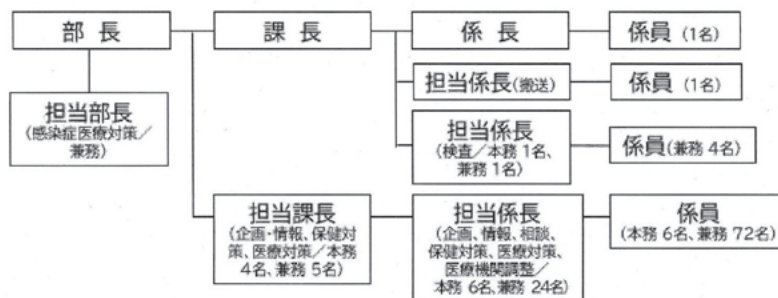 部長
課長
係長
係員(1名)
担当部長
(感染症医療対策/
兼務)
担当係長(搬送)
係員(1名)
担当係長
(検査/本務1名、
兼務1名)
係員(兼務4名)
担当課長
(企画・情報、保健対
策、医療対策/本務
4名、兼務5名)
担当係長
(企画、情報、相談、
保健対策、医療対策、
医療機関調整/
本務6名、兼務24名)
係員
(本務6名、兼務72名)